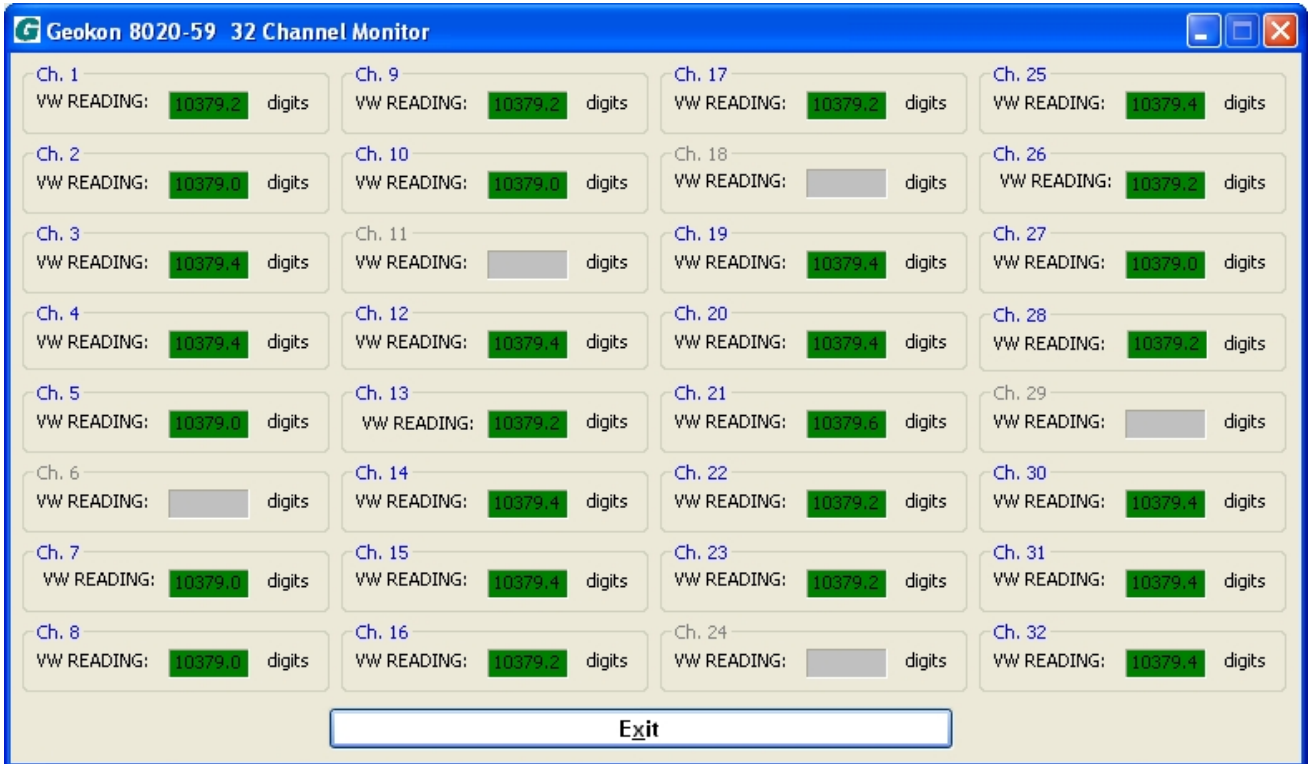 Geokon 8020-59 32 Channel Monitor
Ch. 1
VW READING: 10379.2 digits
Ch. 2
VW READING: 10379.0 digits
Ch. 3
VW READING: 10379.4 digits
Ch. 4
VW READING: 10379.4 digits
Ch. 5
VW READING: 10379.0 digits
Ch. 6
VW READING: digits
Ch. 7
VW READING: 10379.0 digits
Ch. 8
VW READING: 10379.0 digits
Ch. 9
VW READING: 10379.2 digits
Ch. 10
VW READING: 10379.0 digits
Ch. 11
VW READING: digits
Ch. 12
VW READING: 10379.4 digits
Ch. 13
VW READING: 10379.2 digits
Ch. 14
VW READING: 10379.4 digits
Ch. 15
VW READING: 10379.4 digits
Ch. 16
VW READING: 10379.2 digits
Ch. 17
VW READING: 10379.2 digits
Ch. 18
VW READING: digits
Ch. 19
VW READING: 10379.4 digits
Ch. 20
VW READING: 10379.4 digits
Ch. 21
VW READING: 10379.6 digits
Ch. 22
VW READING: 10379.2 digits
Ch. 23
VW READING: 10379.2 digits
Ch. 24
VW READING: digits
Ch. 25
VW READING: 10379.4 digits
Ch. 26
VW READING: 10379.2 digits
Ch. 27
VW READING: 10379.0 digits
Ch. 28
VW READING: 10379.2 digits
Ch. 29
VW READING: digits
Ch. 30
VW READING: 10379.4 digits
Ch. 31
VW READING: 10379.4 digits
Ch. 32
VW READING: 10379.4 digits
Exit